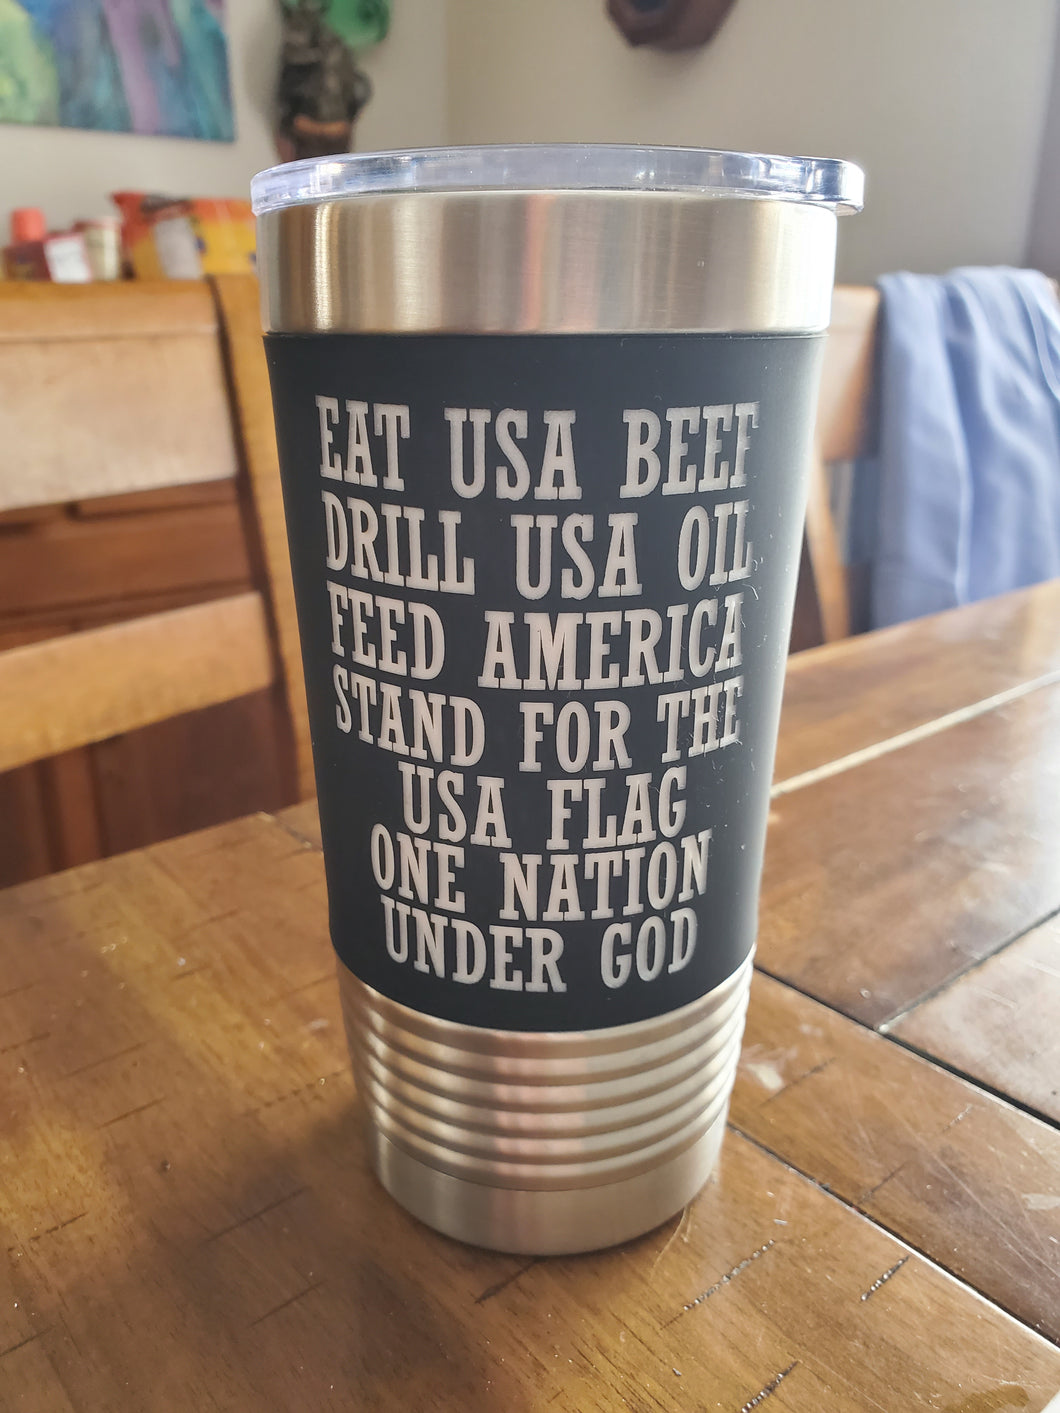 EAT USA BEEF
DRILL USA OIL
FEED AMERICA
STAND FOR THE
USA FLAG
ONE NATION
UNDER GOD